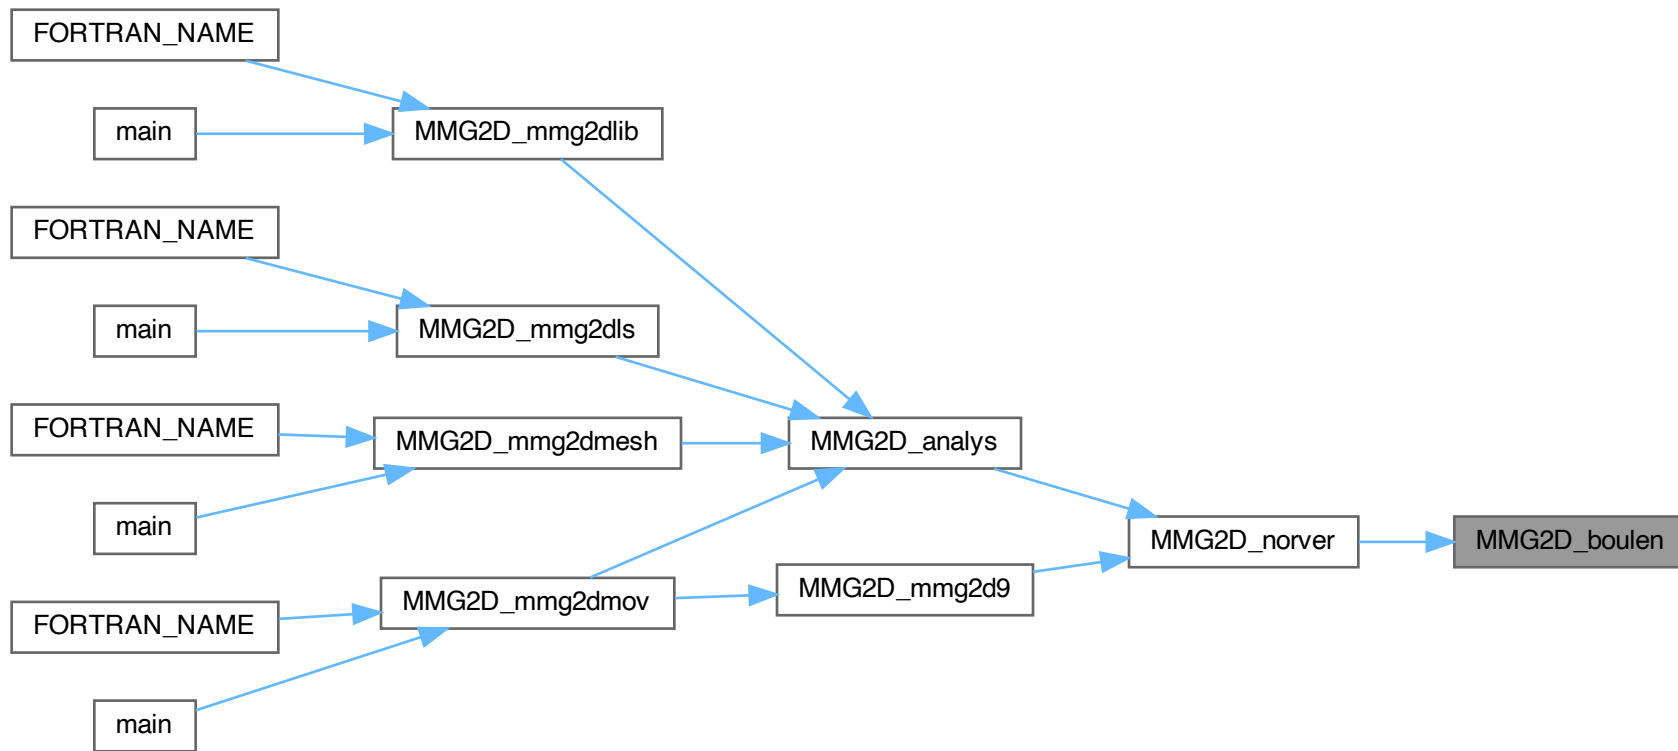 FORTRAN_NAME
main
MMG2D_mmg2dlib
FORTRAN_NAME
main
MMG2D_mmg2dls
FORTRAN_NAME
MMG2D_mmg2dmesh
MMG2D_analys
main
MMG2D_norver
MMG2D_boulen
FORTRAN_NAME
MMG2D_mmg2dmov
MMG2D_mmg2d9
main